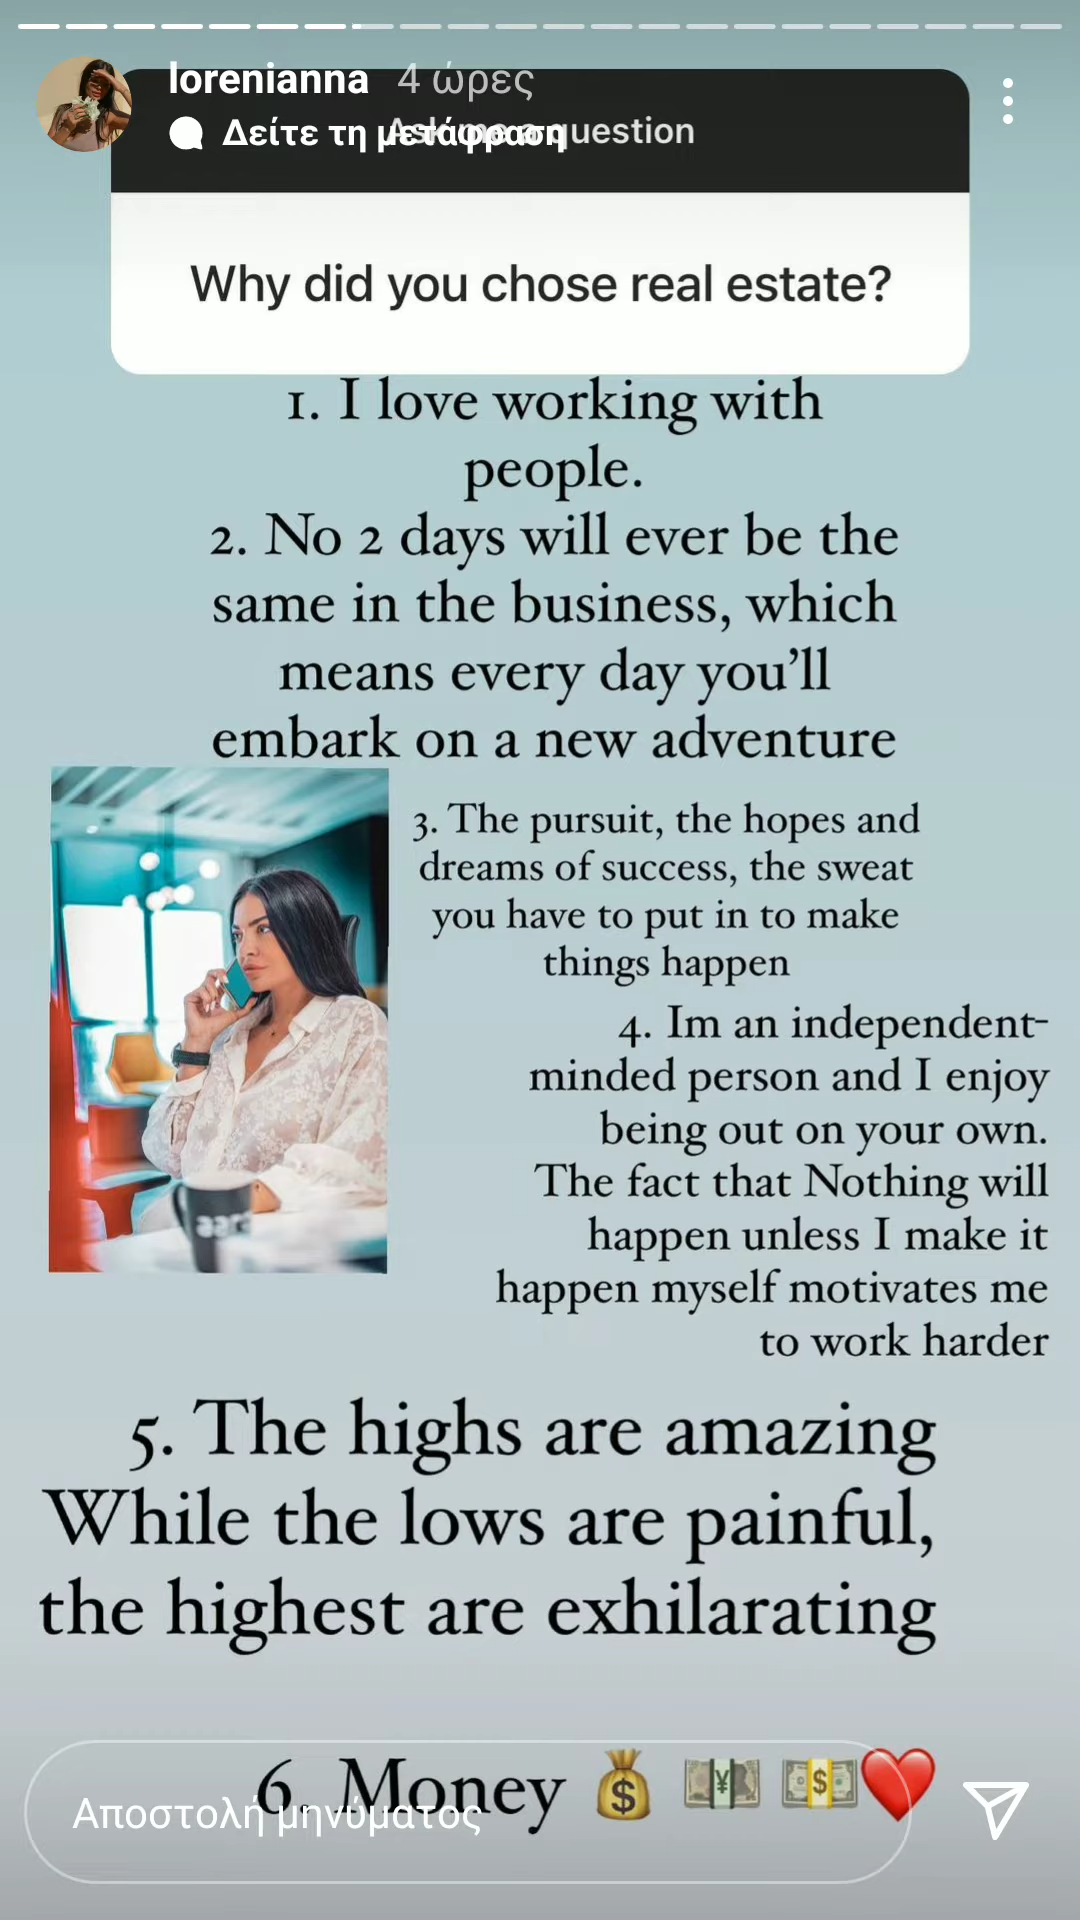 lorenianna 4 ώρες
Δείτε τη μετάφραση
Ask me a question
Why did you chose real estate?
1. I love working with
people.
2. No 2 days will ever be the
same in the business, which
means every day you’ll
embark on a new adventure
3. The pursuit, the hopes and
dreams of success, the sweat
you have to put in to make
things happen
4. Im an independent-
minded person and I enjoy
being out on your own.
The fact that Nothing will
happen unless I make it
happen myself motivates me
to work harder
5. The highs are amazing
While the lows are painful,
the highest are exhilarating
6. Money 💰 💴 💵❤️
Αποστολή μηνύματος